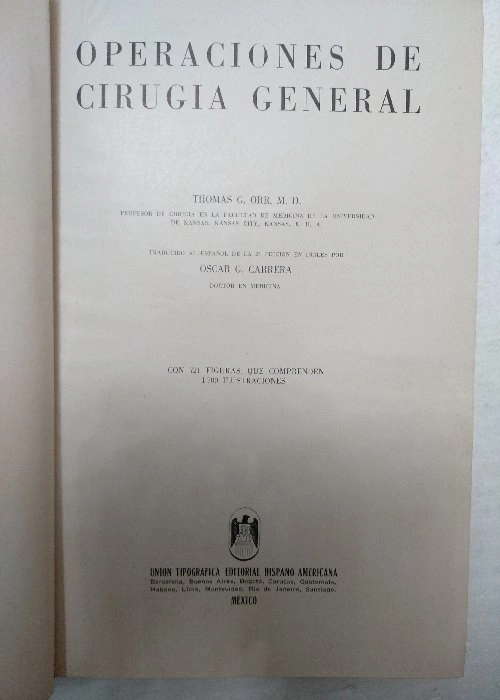 OPERACIONES DE
CIRUGIA GENERAL
THOMAS G. ORR, M. D.
PROFESOR DE CIRUGIA EN LA FACULTAD DE MEDICINA DE LA UNIVERSIDAD
DE KANSAS, KANSAS CITY, KANSAS, E. U. A.
TRADUCIDO AL ESPAÑOL DE LA 2ª EDICION EN INGLES POR
OSCAR G. CARRERA
DOCTOR EN MEDICINA
CON 721 FIGURAS, QUE COMPRENDEN
1 700 ILUSTRACIONES
UNION TIPOGRAFICA EDITORIAL HISPANO AMERICANA
Barcelona, Buenos Aires, Bogotá, Caracas, Guatemala,
Habana, Lima, Montevideo, Río de Janeiro, Santiago.
MEXICO